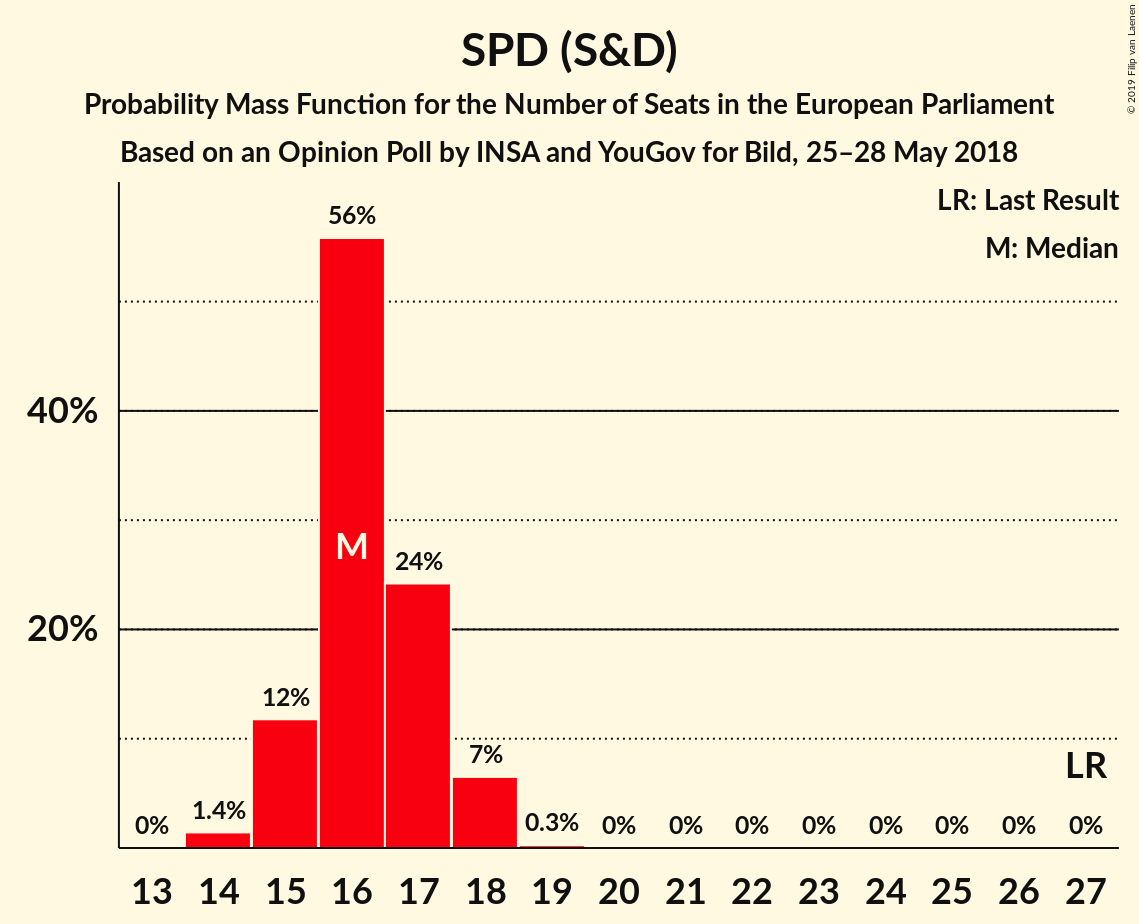 © 2019 Filip van Laenen
SPD (S&D)
Probability Mass Function for the Number of Seats in the European Parliament
Based on an Opinion Poll by INSA and YouGov for Bild, 25–28 May 2018
LR: Last Result
M: Median
56%
40%
M
24%
20%
12%
7%
LR
0% 1.4% 0.3% 0% 0% 0% 0% 0% 0% 0% 0%
13 14 15 16 17 18 19 20 21 22 23 24 25 26 27